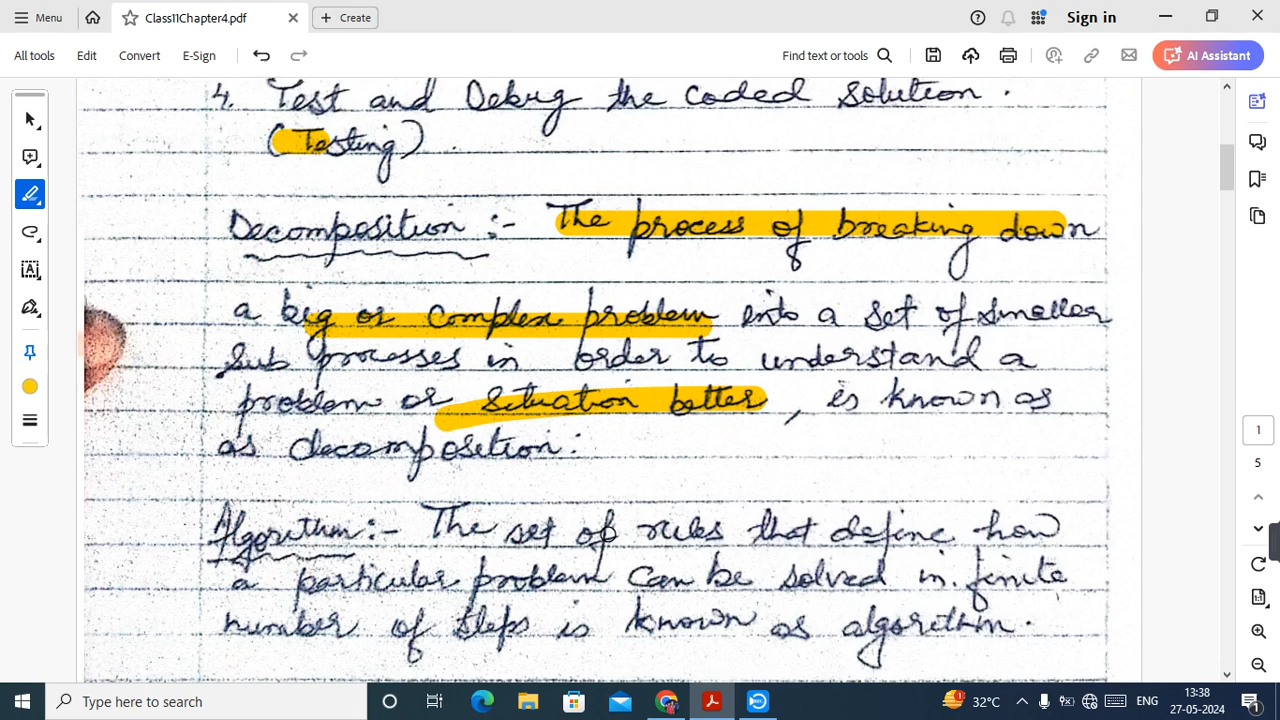 Menu
Class11Chapter4.pdf
Create
Sign in
All tools
Edit
Convert
E-Sign
Find text or tools
AI Assistant
4. Test and Debug the coded solution.
(Testing).
Decomposition :- The process of breaking down
a big or complex problem into a set of smaller
sub processes in order to understand a
problem or situation better, is known as
as decomposition.
Algorithm :- The set of rules that define how
a particular problem can be solved in finite
number of steps is known as algorithm.
1
5
Type here to search
1
32°C
ENG
13:38
27-05-2024
1